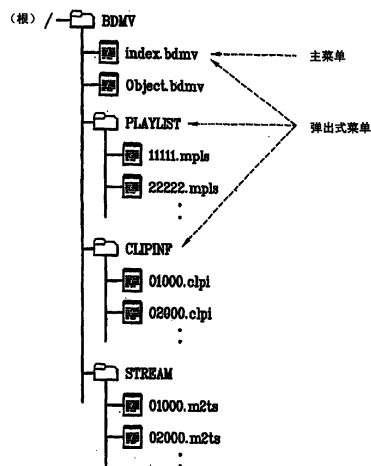 (根) / BDMV
index.bdmv 主菜单
Object.bdmv
PLAYLIST 弹出式菜单
11111.mpls
22222.mpls
CLIPINF
01000.clpi
02000.clpi
STREAM
01000.m2ts
02000.m2ts